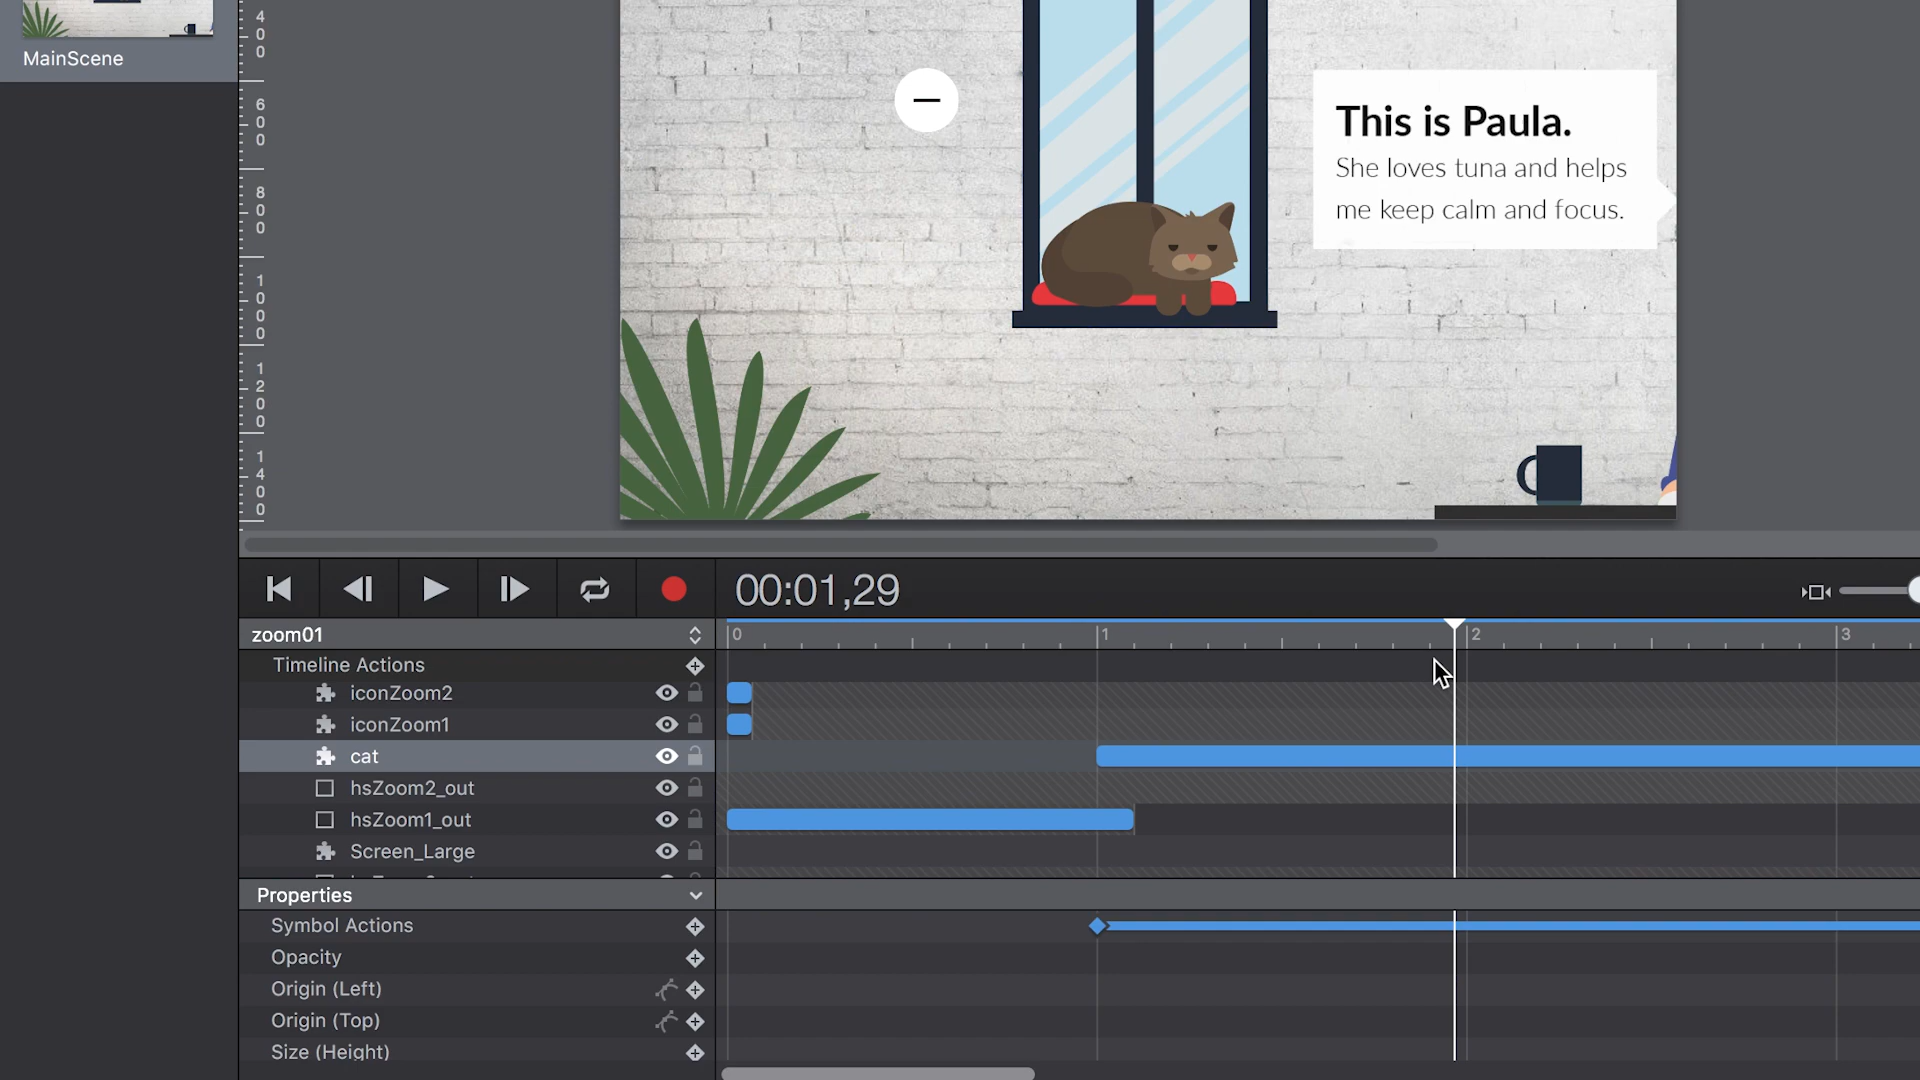 MainScene
400
600
800
1000
1200
1400
This is Paula.
She loves tuna and helps
me keep calm and focus.
00:01,29
zoom01
0 1 2 3
Timeline Actions
iconZoom2
iconZoom1
cat
hsZoom2_out
hsZoom1_out
Screen_Large
Properties
Symbol Actions
Opacity
Origin (Left)
Origin (Top)
Size (Height)